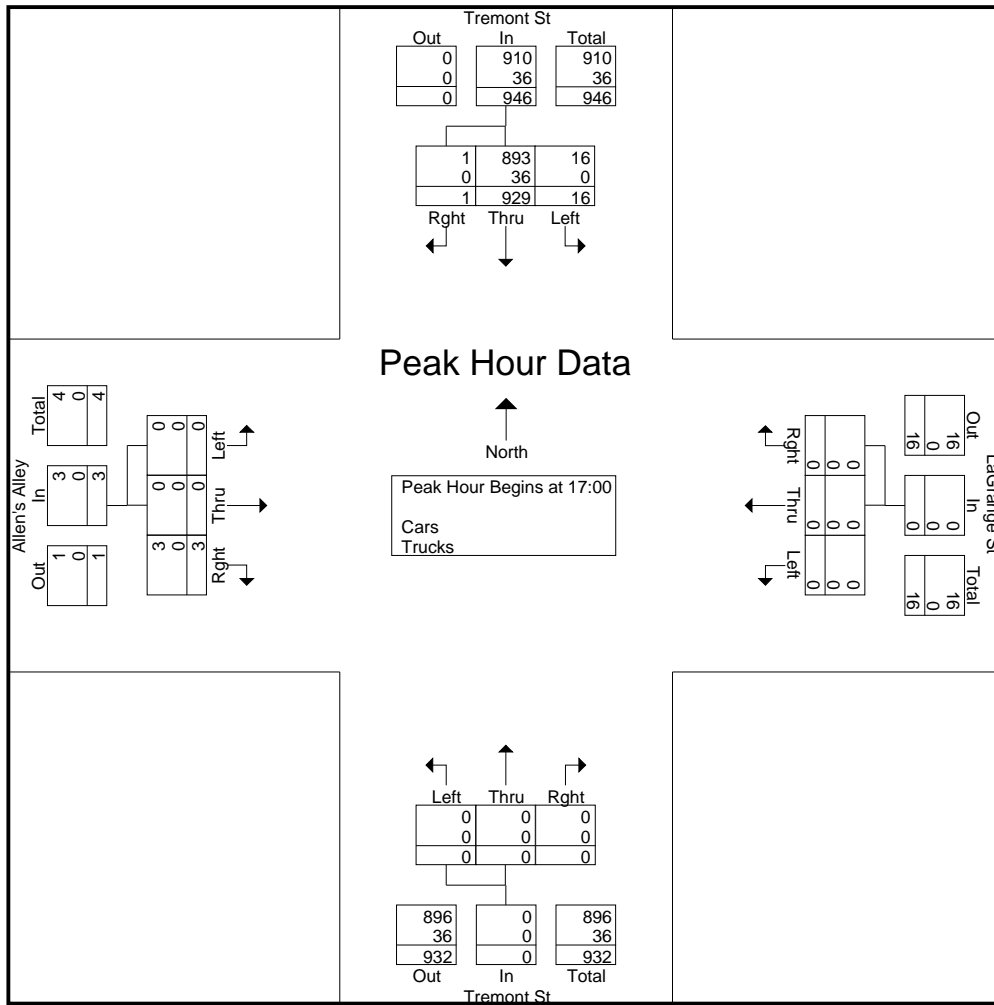 Tremont St
Out In Total
0 910 910
0 36 36
0 946 946
1 893 16
0 36 0
1 929 16
Rght Thru Left
Peak Hour Data
North
Peak Hour Begins at 17:00
Cars
Trucks
Allen's Alley
Out In Total
1 3 4
0 0 0
1 3 4
0 0 0
0 0 0
0 0 0
Left
Thru
3 0 3
Rght
LaGrange St
Out In Total
16 0 16
0 0 0
16 0 16
Rght Thru Left
0 0 0
0 0 0
0 0 0
Left Thru Rght
0 0 0
0 0 0
0 0 0
896 0 896
36 0 36
932 0 932
Out In Total
Tremont St